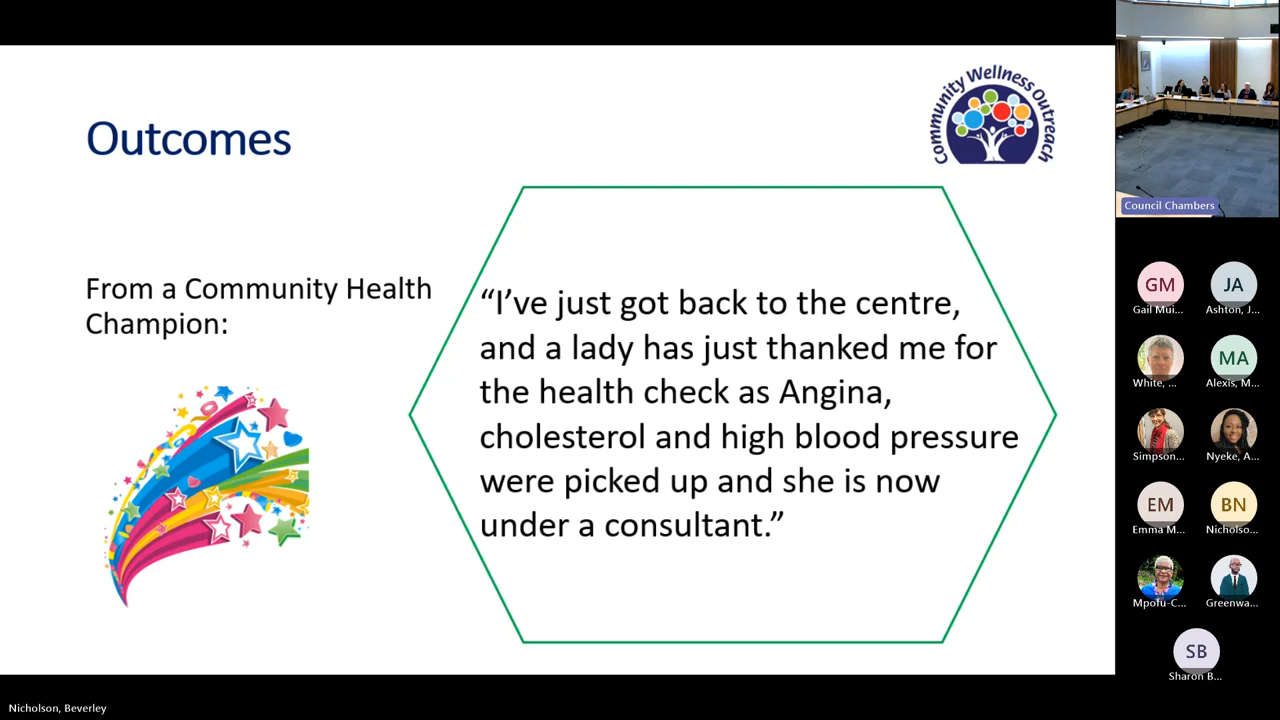 Community Wellness Outreach
Outcomes
From a Community Health
Champion:
“I’ve just got back to the centre,
and a lady has just thanked me for
the health check as Angina,
cholesterol and high blood pressure
were picked up and she is now
under a consultant.”
Council Chambers
GM
JA
Gail Mui...
Ashton, J...
MA
White, ...
Alexis, M...
Simpson...
Nyeke, A...
EM
BN
Emma M...
Nicholso...
Mpofu-C...
Greenwa...
SB
Sharon B...
Nicholson, Beverley